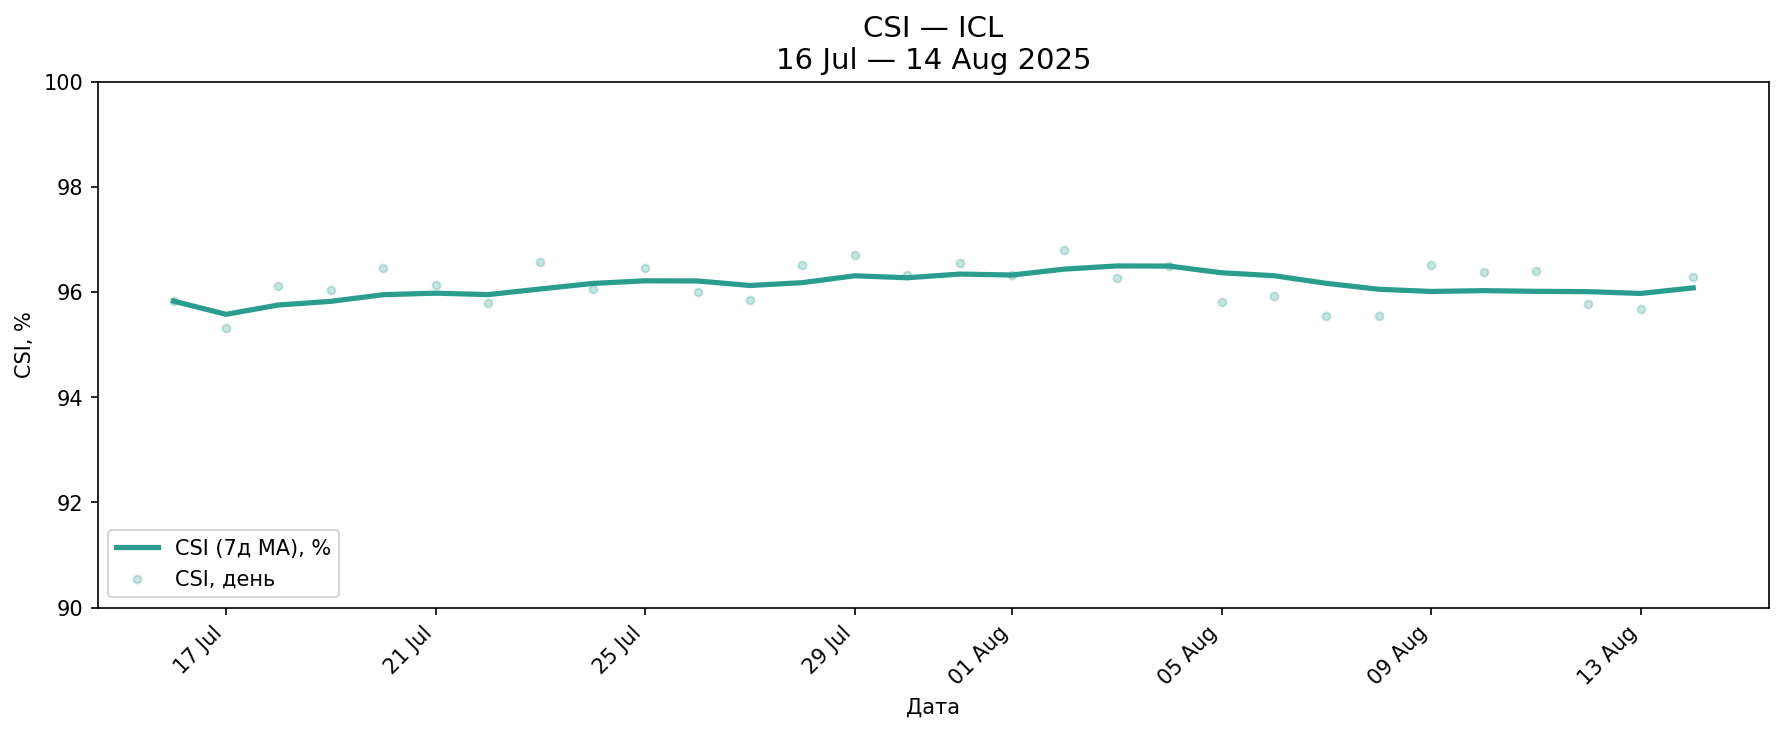 CSI — ICL
16 Jul — 14 Aug 2025
CSI, %
100
98
96
94
92
90
CSI (7д MA), %
CSI, день
17 Jul
21 Jul
25 Jul
29 Jul
01 Aug
05 Aug
09 Aug
13 Aug
Дата